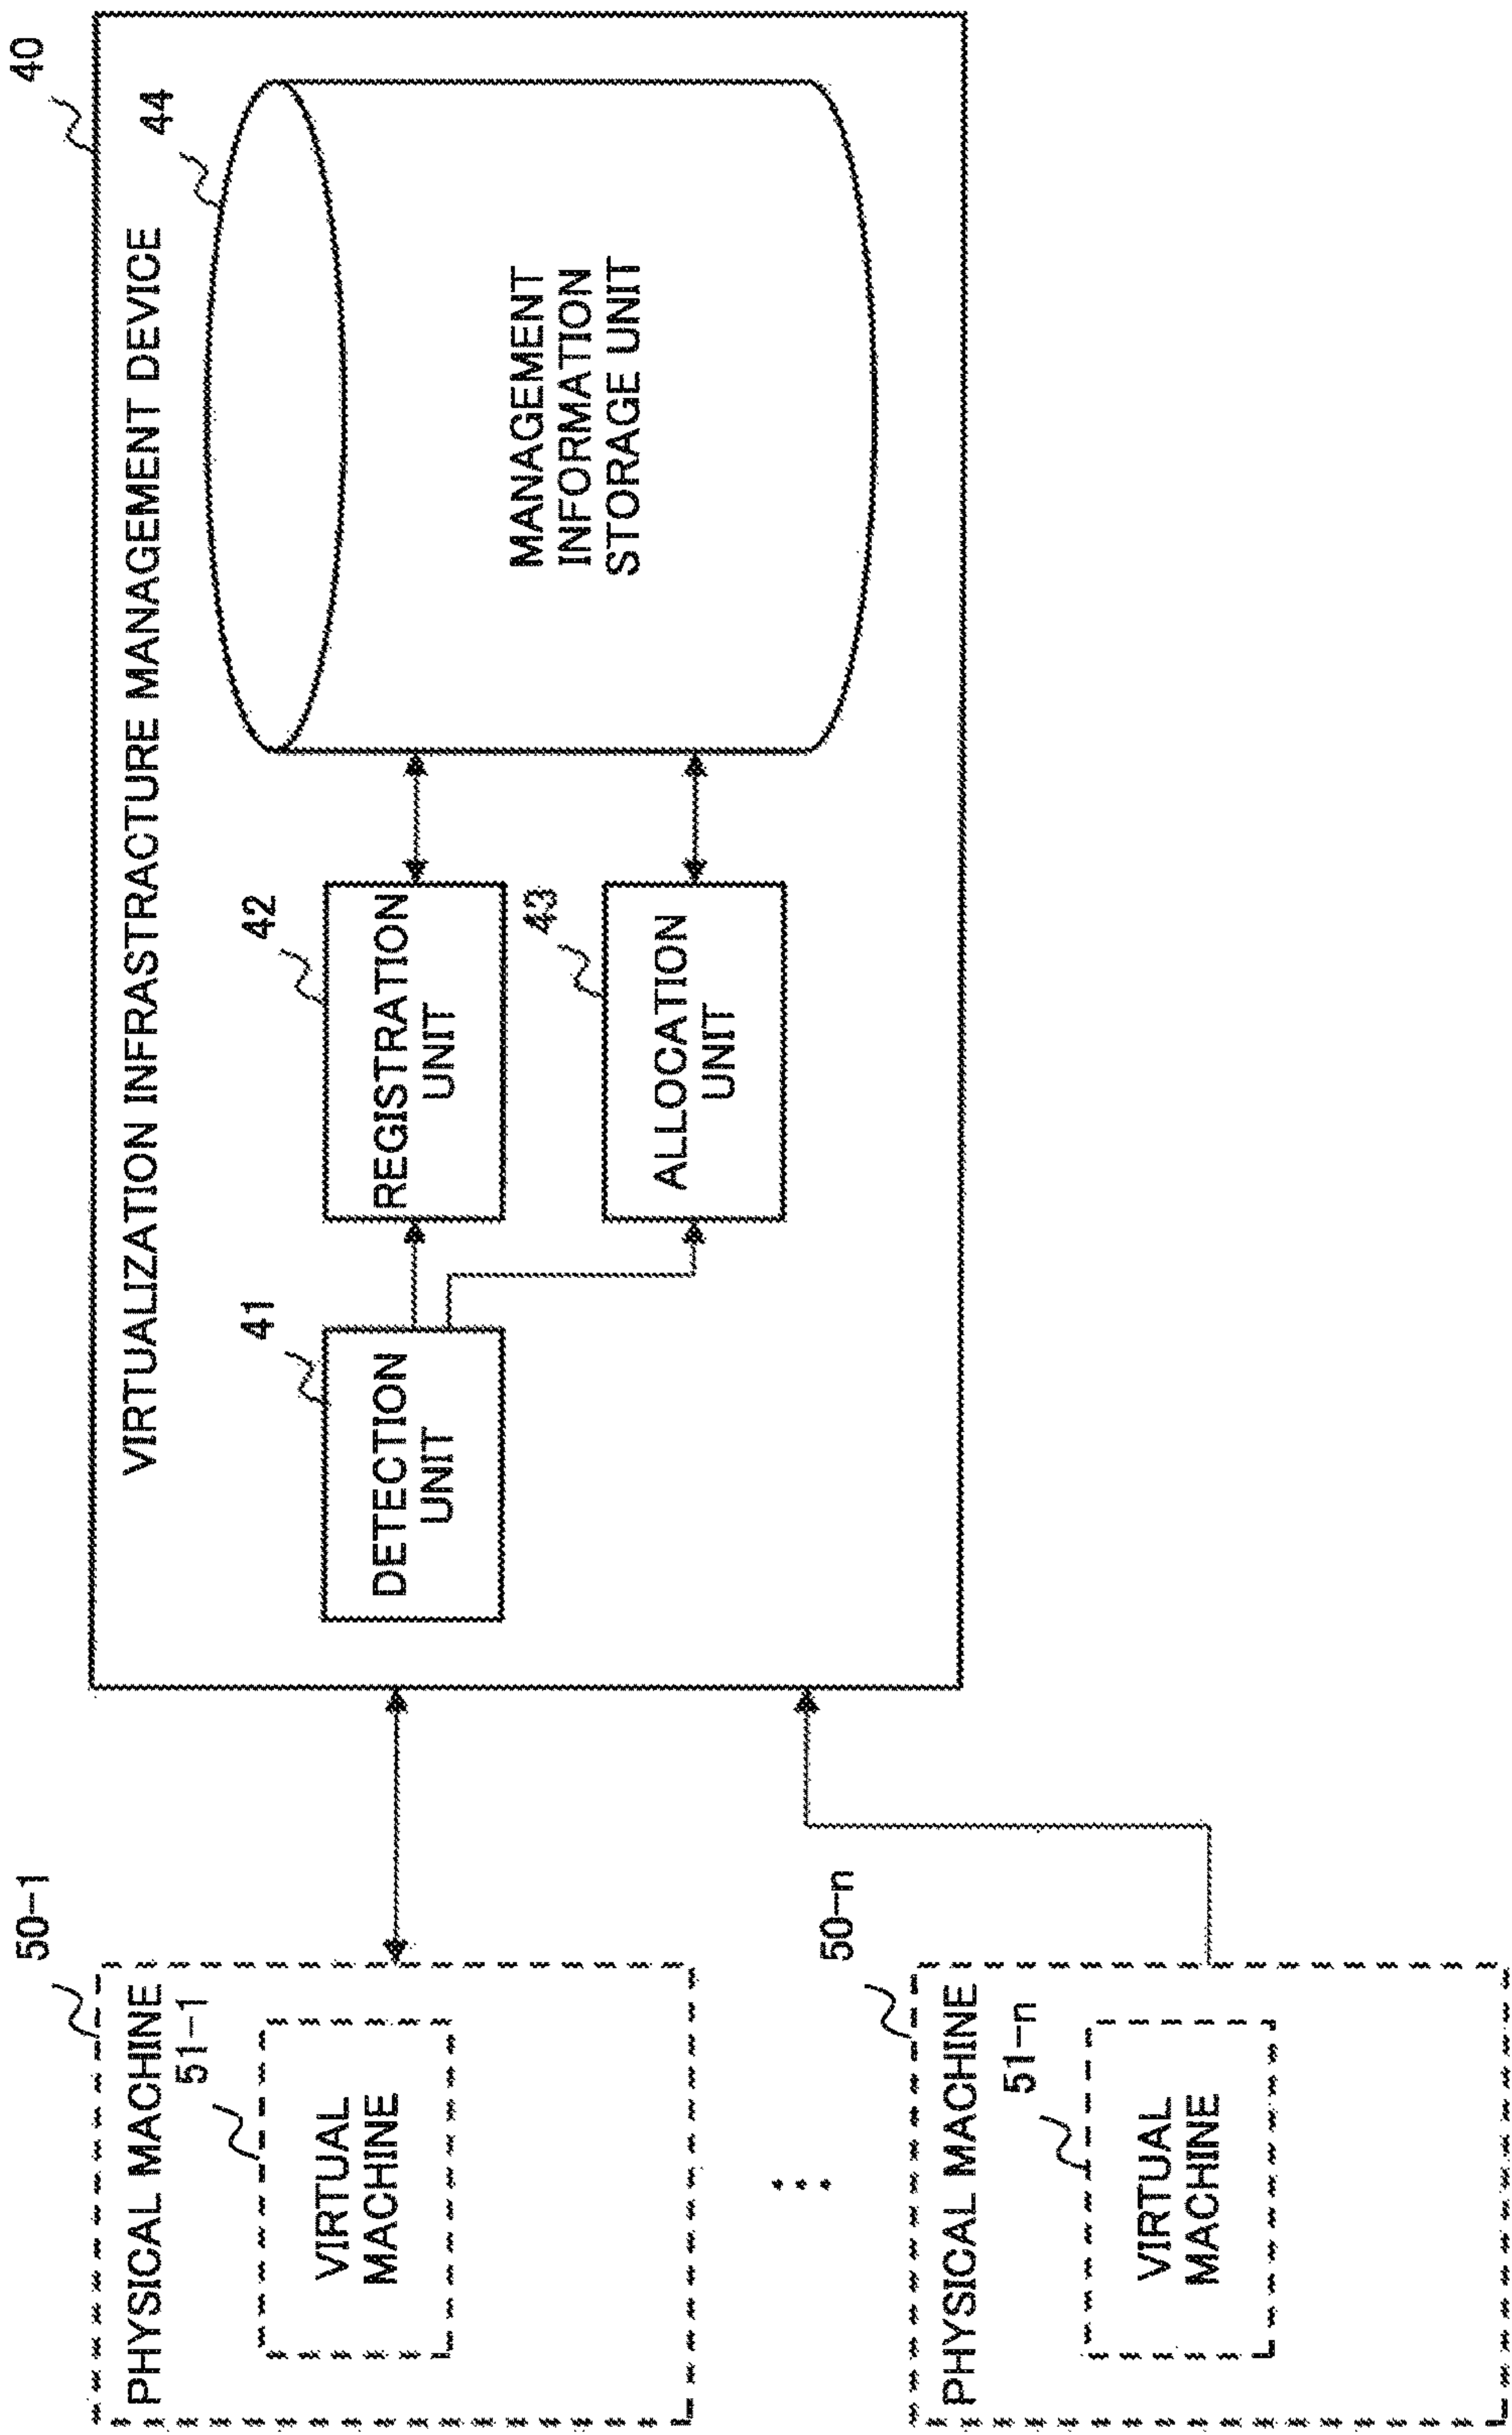 50-1
PHYSICAL MACHINE
51-1
VIRTUAL
MACHINE
50-n
PHYSICAL MACHINE
51-n
VIRTUAL
MACHINE
40
VIRTUALIZATION INFRASTRACTURE MANAGEMENT DEVICE
41
DETECTION
UNIT
42
REGISTRATION
UNIT
43
ALLOCATION
UNIT
44
MANAGEMENT
INFORMATION
STORAGE UNIT